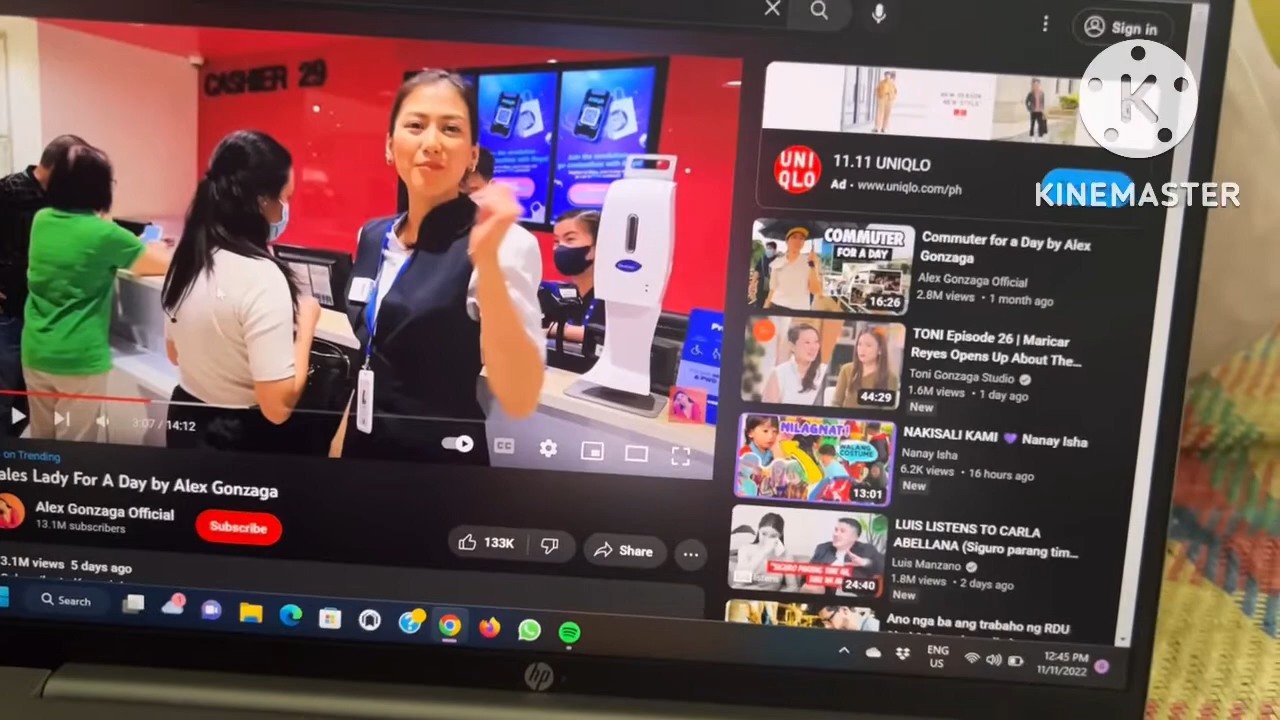 Sign in
K
KINEMASTER
CASHIER 29
UNI
QLO
11.11 UNIQLO
Ad · www.uniqlo.com/ph
COMMUTER
FOR A DAY
16:26
Commuter for a Day by Alex
Gonzaga
Alex Gonzaga Official
2.8M views · 1 month ago
44:29
TONI Episode 26 | Maricar
Reyes Opens Up About The...
Toni Gonzaga Studio
1.6M views · 1 day ago
New
NILAGNAT!
WALANG
COSTUME
13:01
NAKISALI KAMI 💜 Nanay Isha
Nanay Isha
6.2K views · 16 hours ago
New
24:40
LUIS LISTENS TO CARLA
ABELLANA (Siguro parang tim...
Luis Manzano
1.8M views · 2 days ago
New
Ano nga ba ang trabaho ng RDU
3:07 / 14:12
CC
on Trending
ales Lady For A Day by Alex Gonzaga
Alex Gonzaga Official
13.1M subscribers
Subscribe
133K
Share
3.1M views 5 days ago
Search
ENG
US
12:45 PM
11/11/2022
hp